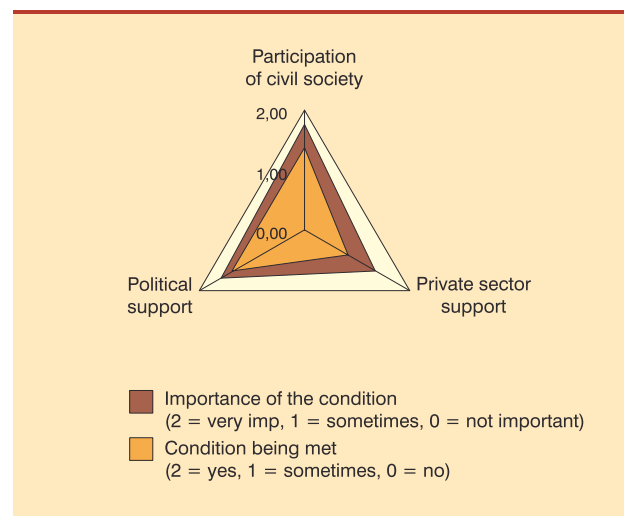 Participation
of civil society
2,00
1,00
0,00
Political
support
Private sector
support
Importance of the condition
(2 = very imp, 1 = sometimes, 0 = not important)
Condition being met
(2 = yes, 1 = sometimes, 0 = no)